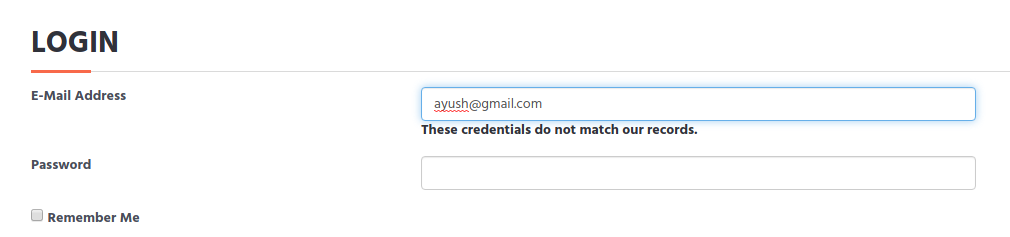 LOGIN
E-Mail Address
ayush@gmail.com
These credentials do not match our records.
Password
Remember Me